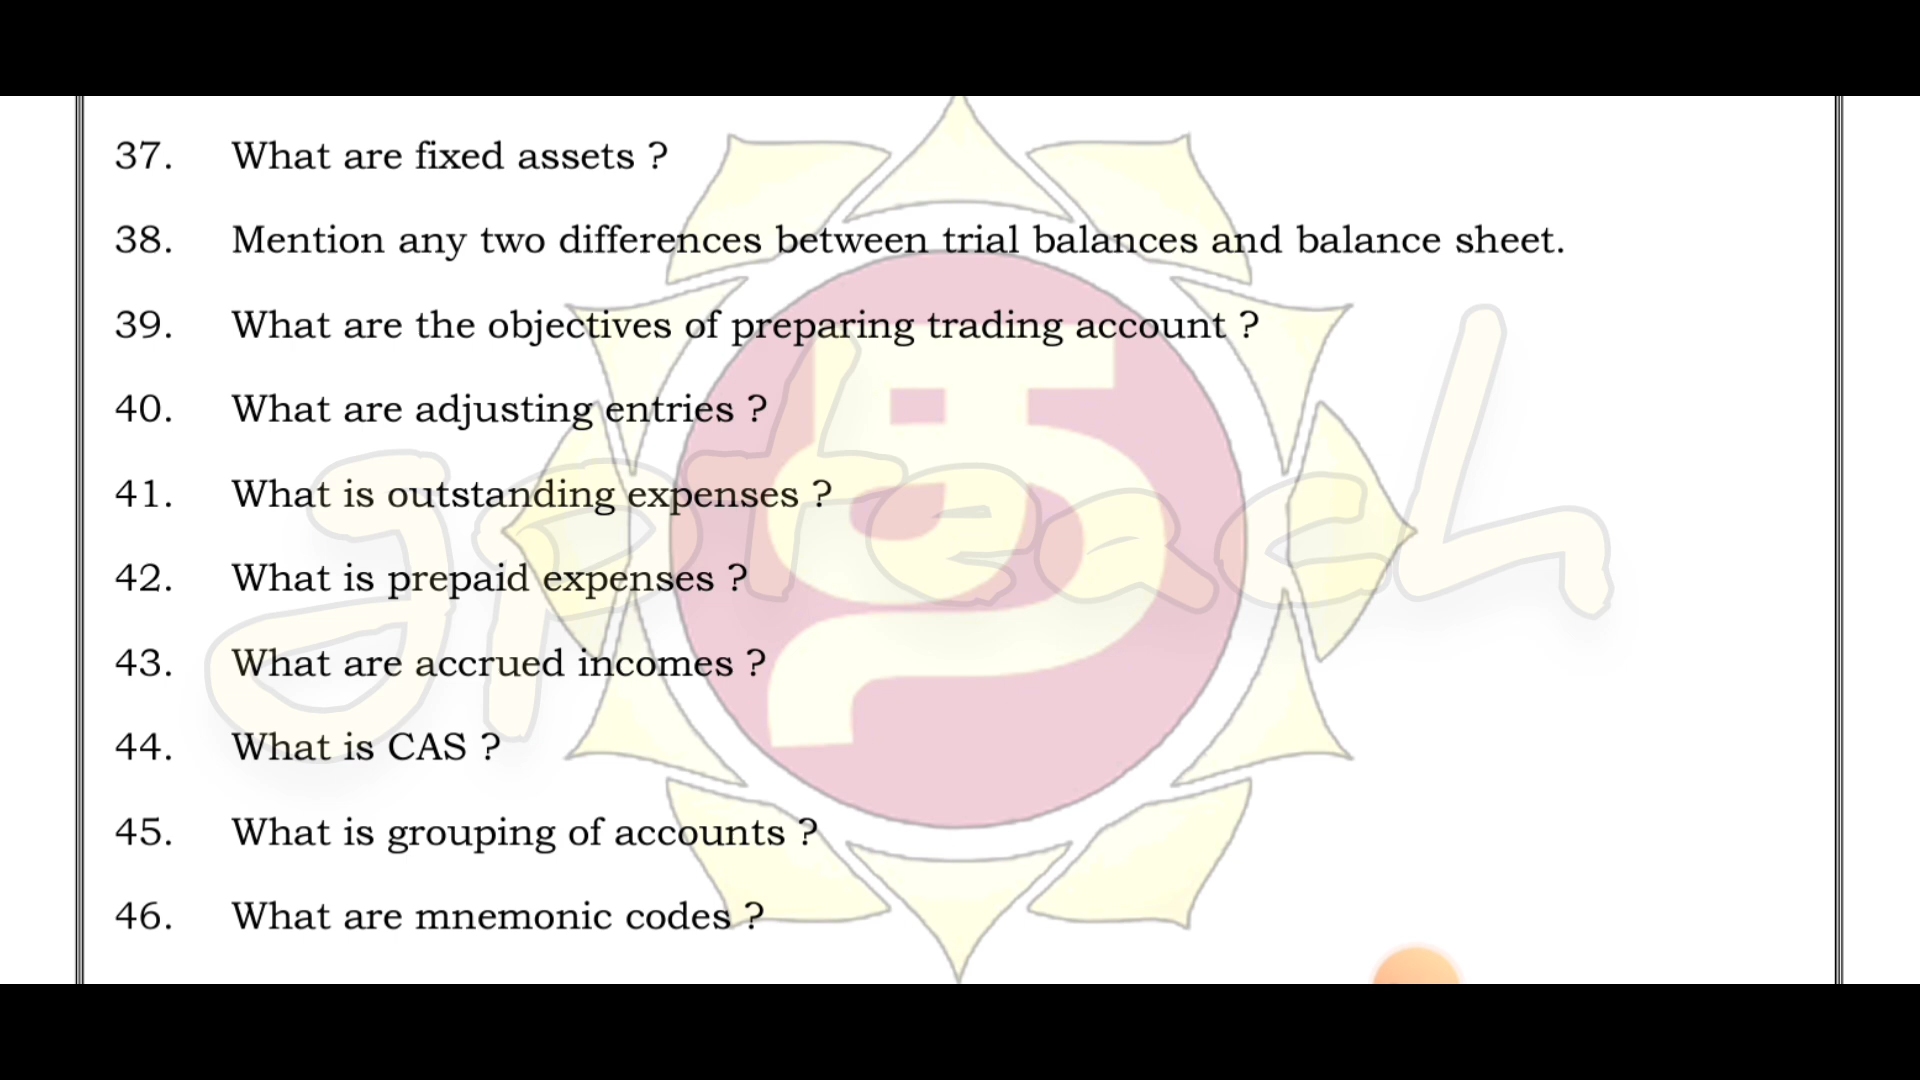 37. What are fixed assets ?
38. Mention any two differences between trial balances and balance sheet.
39. What are the objectives of preparing trading account ?
40. What are adjusting entries ?
41. What is outstanding expenses ?
42. What is prepaid expenses ?
43. What are accrued incomes ?
44. What is CAS ?
45. What is grouping of accounts ?
46. What are mnemonic codes ?